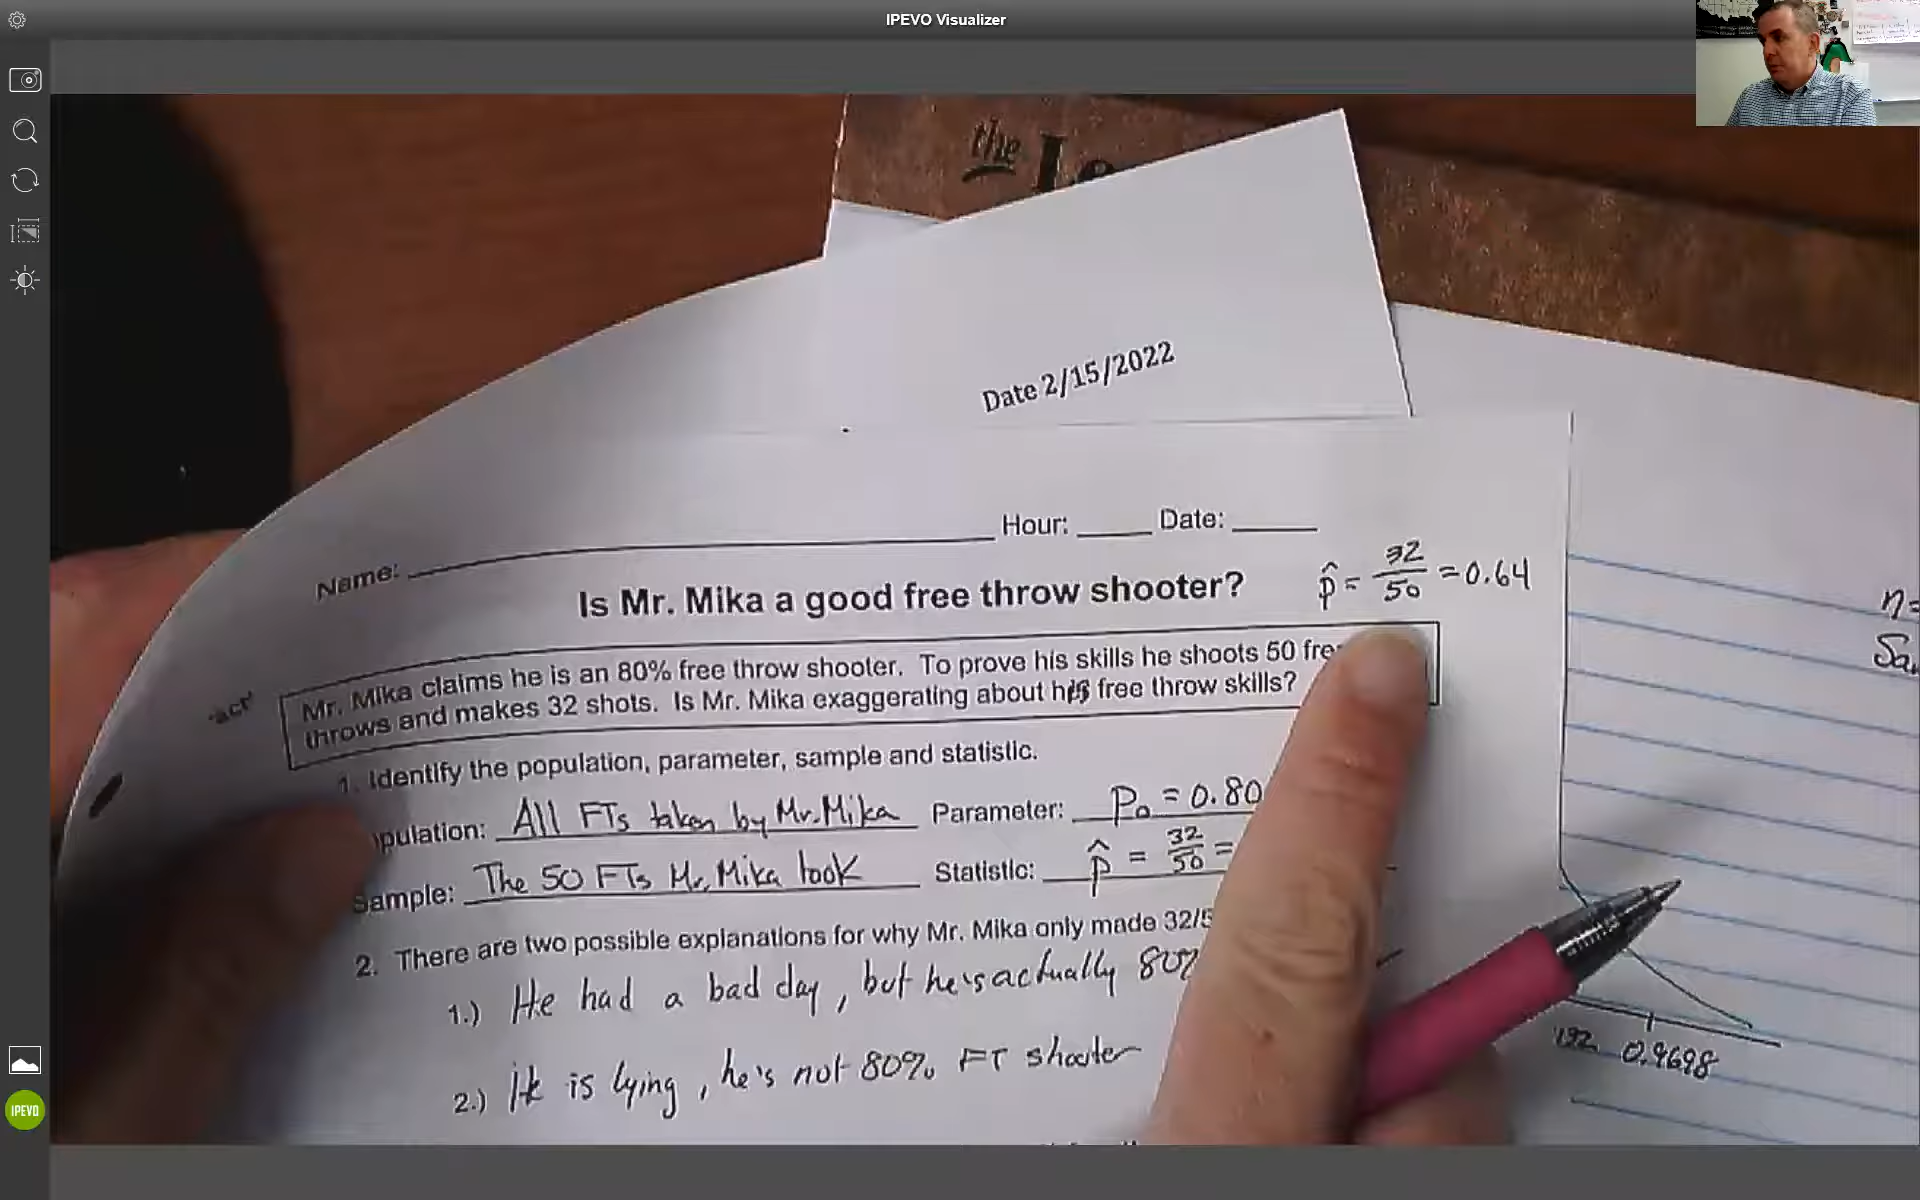 IPEVO Visualizer
the
Date 2/15/2022
Name: Hour: Date:
Is Mr. Mika a good free throw shooter?
p̂ = 32/50 = 0.64
Mr. Mika claims he is an 80% free throw shooter. To prove his skills he shoots 50
throws and makes 32 shots. Is Mr. Mika exaggerating about his free throw skills?
1. Identify the population, parameter, sample and statistic.
All FTs taken by Mr. Mika Parameter: P₀ = 0.80
Sample: The 50 FTs Mr. Mika took Statistic: p̂ = 32/50 =
2. There are two possible explanations for why Mr. Mika only made
1.) He had a bad day, but he's actually
2.) He is lying, he's not 80% FT shooter
0.9698
n=
IPEVO